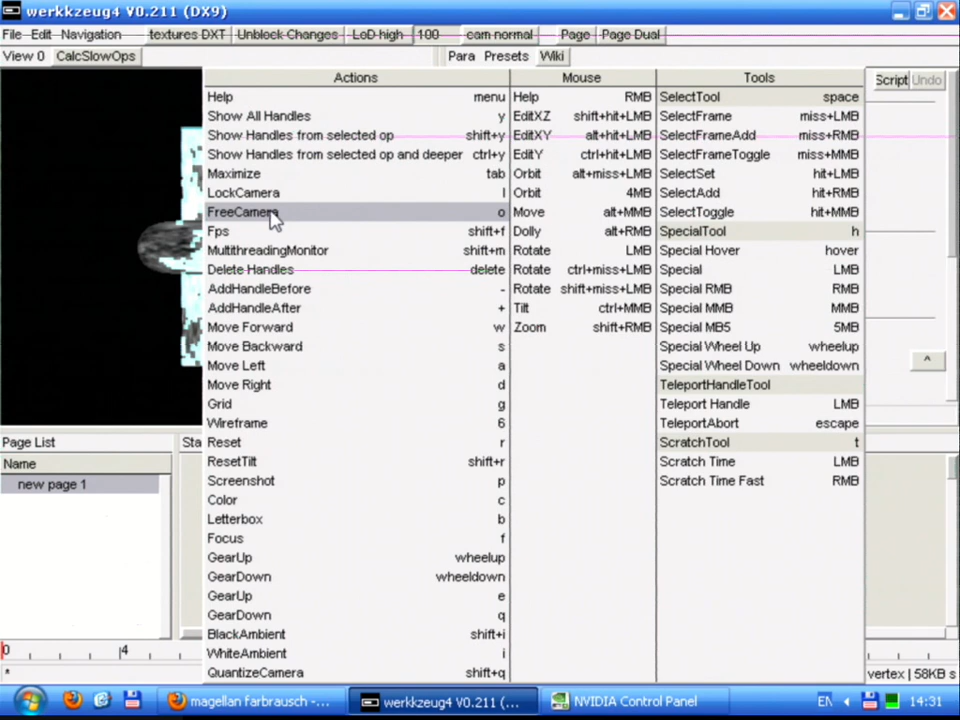 werkkzeug4 V0.211 (DX9)
File Edit Navigation textures DXT Unblock Changes LoD high 100 cam normal Page Page Dual
View 0 CalcSlowOps Para Presets Wiki
Script Undo
Actions Mouse Tools
Help menu Help RMB SelectTool space
Show All Handles y EditXZ shift+hit+LMB SelectFrame miss+LMB
Show Handles from selected op shift+y EditXY alt+hit+LMB SelectFrameAdd miss+RMB
Show Handles from selected op and deeper ctrl+y EditY ctrl+hit+LMB SelectFrameToggle miss+MMB
Maximize tab Orbit alt+miss+LMB SelectSet hit+LMB
LockCamera l Orbit 4MB SelectAdd hit+RMB
FreeCamera o Move alt+MMB SelectToggle hit+MMB
Fps shift+f Dolly alt+RMB SpecialTool h
MultithreadingMonitor shift+m Rotate LMB Special Hover hover
Delete Handles delete Rotate ctrl+miss+LMB Special LMB
AddHandleBefore - Rotate shift+miss+LMB Special RMB RMB
AddHandleAfter + Tilt ctrl+MMB Special MMB MMB
Move Forward w Zoom shift+RMB Special MB5 5MB
Move Backward s Special Wheel Up wheelup
Move Left a Special Wheel Down wheeldown
Move Right d TeleportHandleTool
Grid g Teleport Handle LMB
Wireframe 6 TeleportAbort escape
Reset r ScratchTool t
ResetTilt shift+r Scratch Time LMB
Screenshot p Scratch Time Fast RMB
Color c
Letterbox b
Focus f
GearUp wheelup
GearDown wheeldown
GearUp e
GearDown q
BlackAmbient shift+i
WhiteAmbient i
QuantizeCamera shift+q
^
Page List Sta
Name
new page 1
0 4
* vertex | 58KB s
magellan farbrausch -... werkkzeug4 V0.211 (... NVIDIA Control Panel EN 14:31